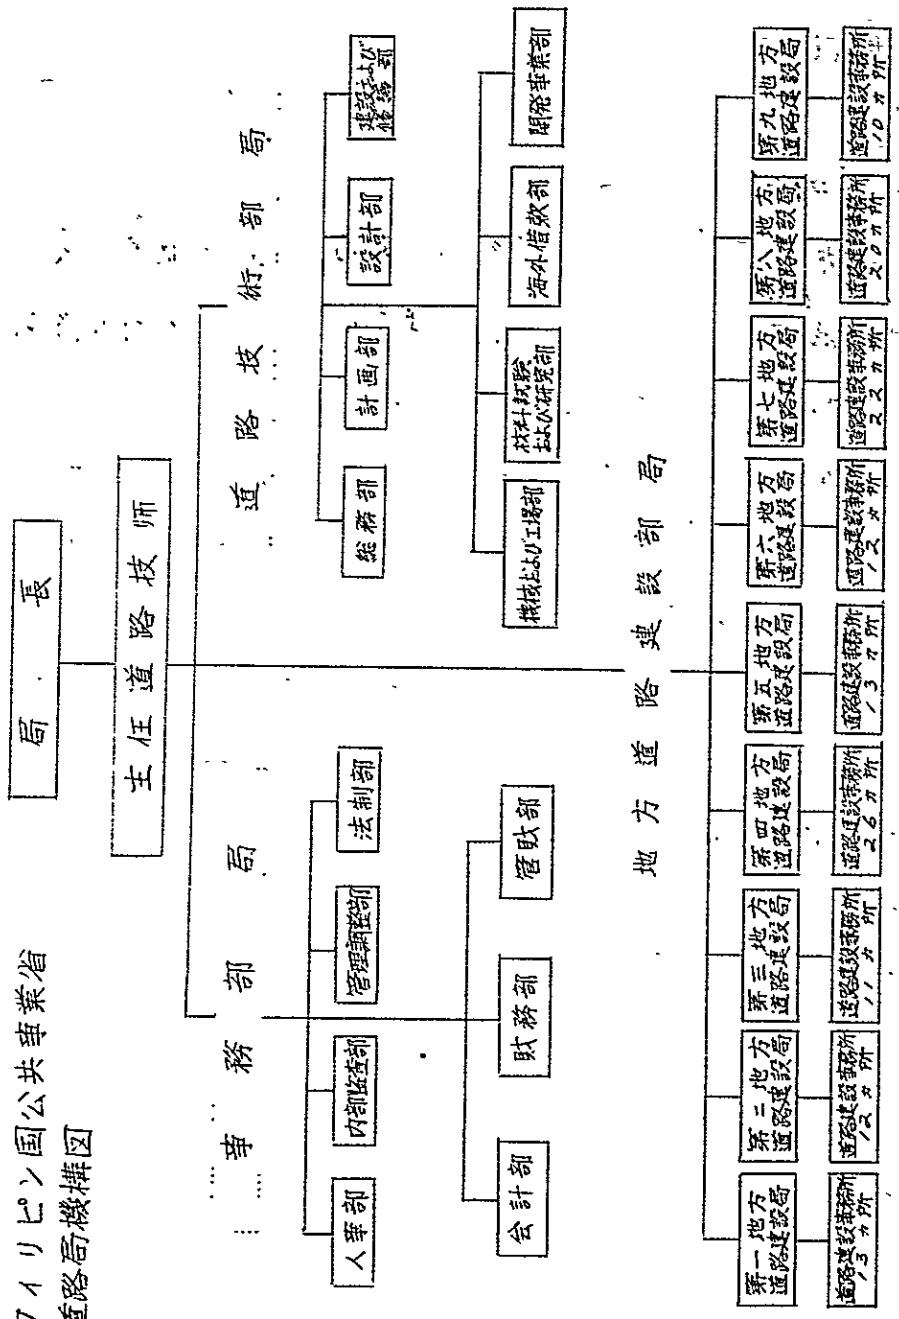 フィリピン国公共事業省
道路局機構図
局長
主任道路技師
事務部局
道路技術部局
人事部
内部監査部
管理調整部
法制部
総務部
計画部
設計部
建設および
修繕部
会計部
財務部
管財部
機械および工場部
材料試験
および研究部
海外借款部
開発事業部
地方道路建設部局
第一地方
道路建設局
第二地方
道路建設局
第三地方
道路建設局
第四地方
道路建設局
第五地方
道路建設局
第六地方
道路建設局
第七地方
道路建設局
第八地方
道路建設局
第九地方
道路建設局
道路建設事務所
13カ所
道路建設事務所
12カ所
道路建設事務所
11カ所
道路建設事務所
26カ所
道路建設事務所
13カ所
道路建設事務所
12カ所
道路建設事務所
22カ所
道路建設事務所
20カ所
道路建設事務所
10カ所